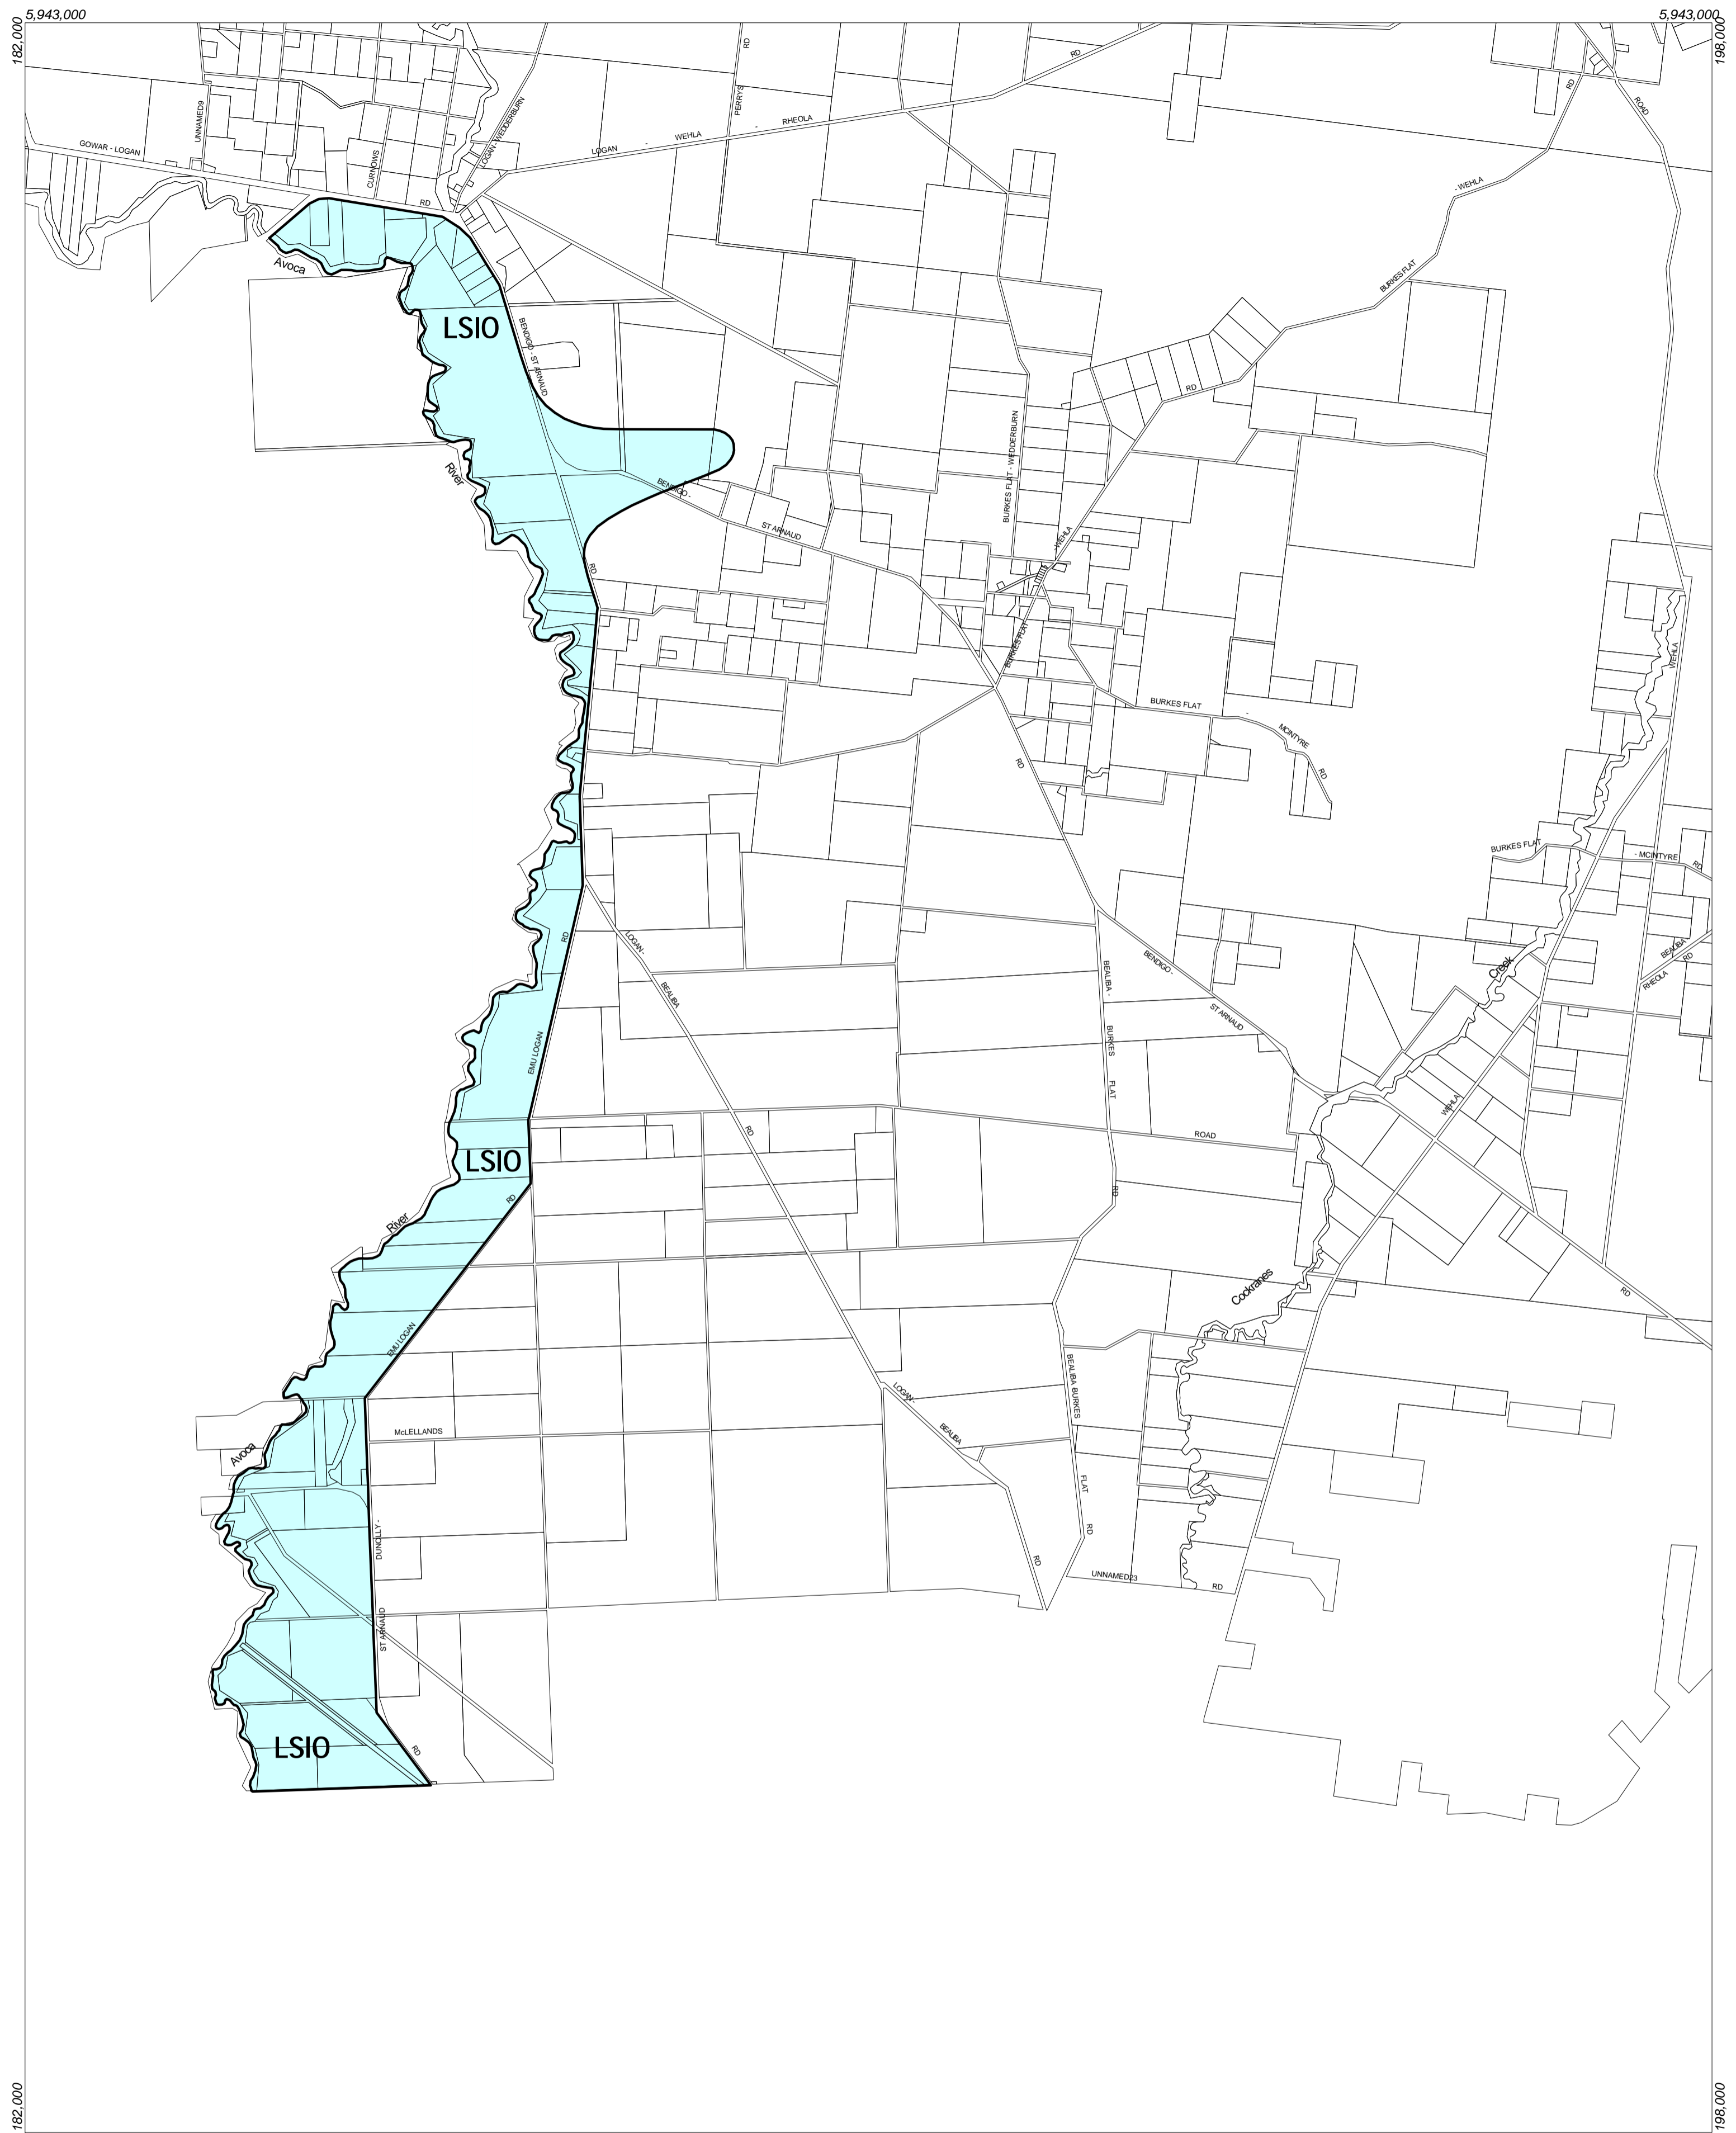 5,943,000
5,943,000
182,000
198,000
RD
PERRYS
RD
RD
ROAD
UNNAMED9
LOGAN - WEDDERBURN
GOWAR - LOGAN
CURNOWS
LOGAN - WEHLA - RHEOLA
RD
- WEHLA
Avoca
BURKES FLAT
LSIO
BENDIGO - ST ARNAUD
RD
BURKES FLAT - WEDDERBURN
River
BENDIGO -
ST ARNAUD
- WEHLA
RD
BURKES FLAT
WEHLA
BURKES FLAT
-
MCINTYRE
RD
RD
BURKES FLAT
- MCINTYRE
RD
RD
LOGAN -
BEALIBA
BEALIBA
RD
RHEOLA
Creek
BENDIGO -
BEALIBA -
ST ARNAUD
BURKES
EMU LOGAN
FLAT
WEHLA
RD
ROAD
LSIO
RD
RD
River
Cockranes
RD
EMU LOGAN
LOGAN -
BEALIBA BURKES
McLELLANDS
BEALIBA
Avoca
FLAT
DUNOLLY -
RD
RD
UNNAMED23
RD
ST ARNAUD
LSIO
RD
182,000
198,000